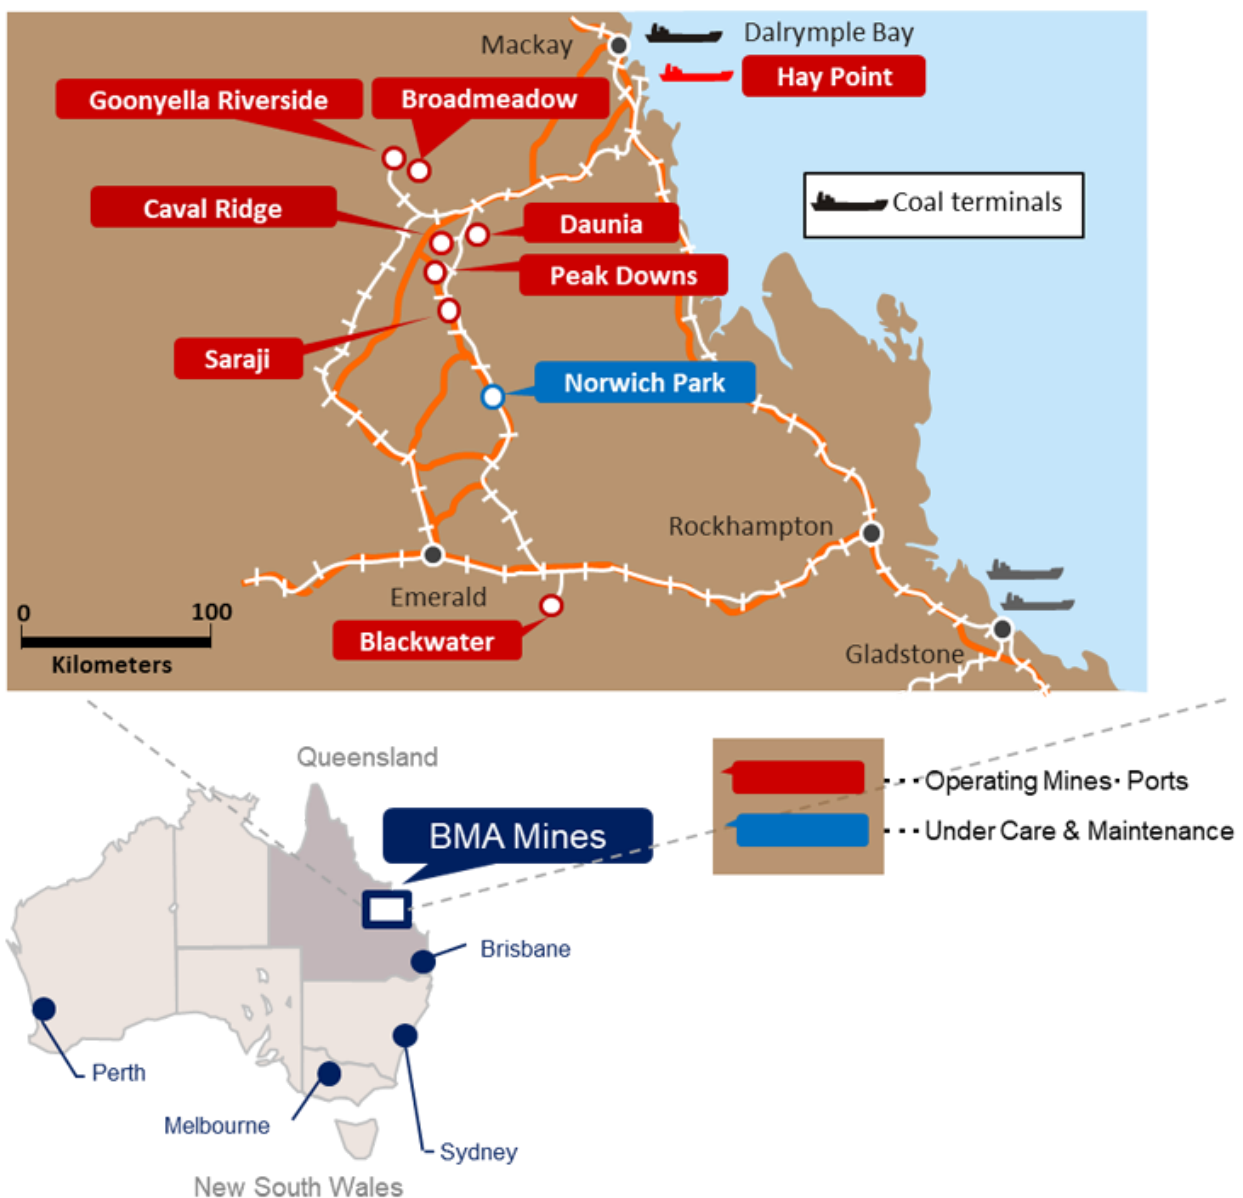 Mackay
Dalrymple Bay
Hay Point
Goonyella Riverside
Broadmeadow
Caval Ridge
Daunia
Coal terminals
Peak Downs
Saraji
Norwich Park
Rockhampton
Emerald
0 100
Kilometers
Blackwater
Gladstone
Queensland
Operating Mines· Ports
Under Care & Maintenance
BMA Mines
Brisbane
Perth
Melbourne
Sydney
New South Wales